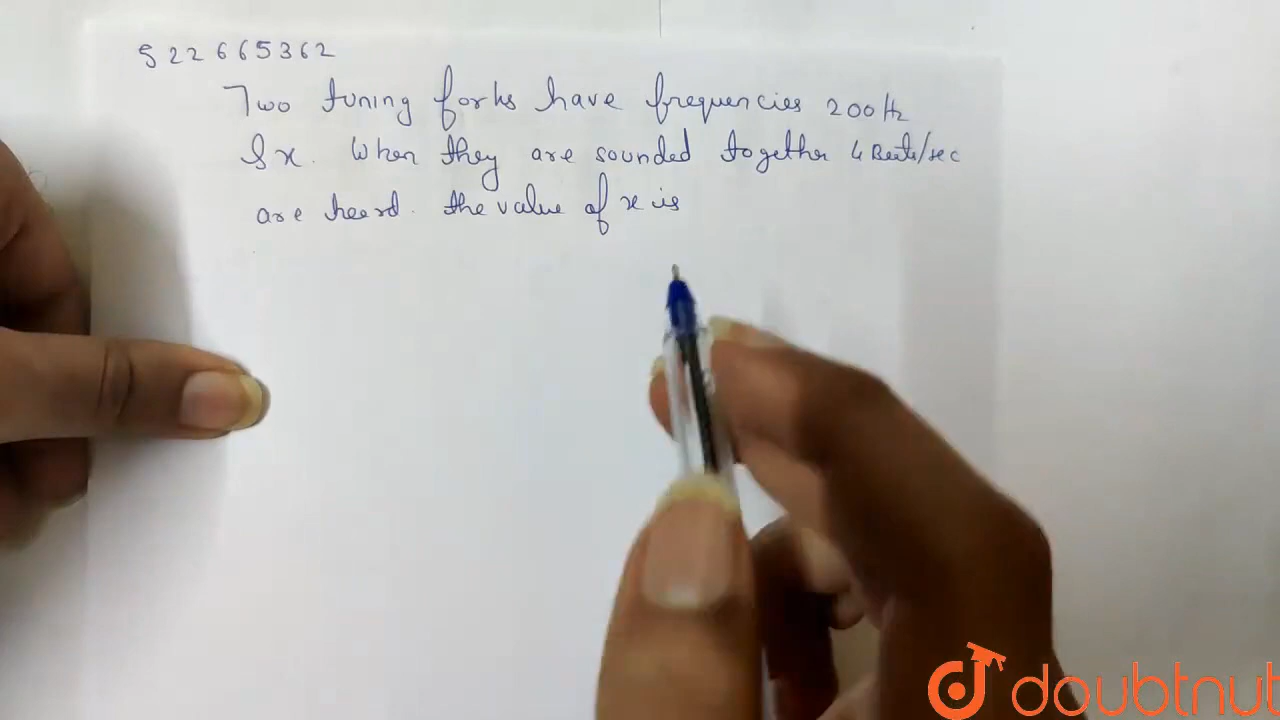 522665362
Two tuning forks have frequencies 200Hz
& x. When they are sounded together 4 Beats/sec
are heard. the value of x is
doubtnut